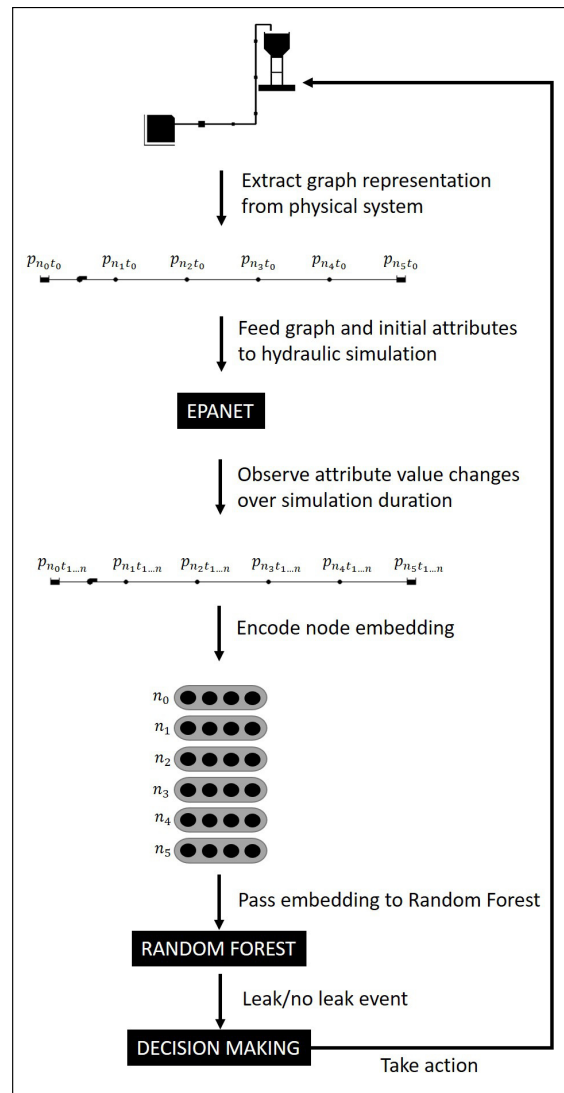 Extract graph representation
from physical system
p_{n_0 t_0} p_{n_1 t_0} p_{n_2 t_0} p_{n_3 t_0} p_{n_4 t_0} p_{n_5 t_0}
Feed graph and initial attributes
to hydraulic simulation
EPANET
Observe attribute value changes
over simulation duration
p_{n_0 t_{1...n}} p_{n_1 t_{1...n}} p_{n_2 t_{1...n}} p_{n_3 t_{1...n}} p_{n_4 t_{1...n}} p_{n_5 t_{1...n}}
Encode node embedding
n_0
n_1
n_2
n_3
n_4
n_5
Pass embedding to Random Forest
RANDOM FOREST
Leak/no leak event
DECISION MAKING
Take action